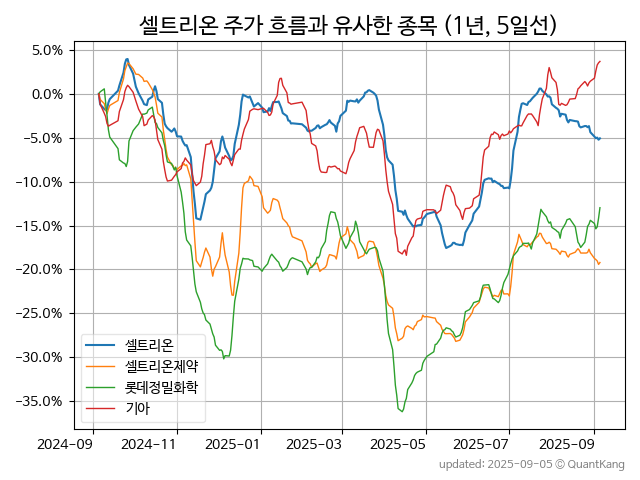 셀트리온 주가 흐름과 유사한 종목 (1년, 5일선)
5.0%
0.0%
−5.0%
−10.0%
−15.0%
−20.0%
−25.0%
−30.0%
−35.0%
셀트리온
셀트리온제약
롯데정밀화학
기아
2024-09 2024-11 2025-01 2025-03 2025-05 2025-07 2025-09
updated: 2025-09-05 © QuantKang